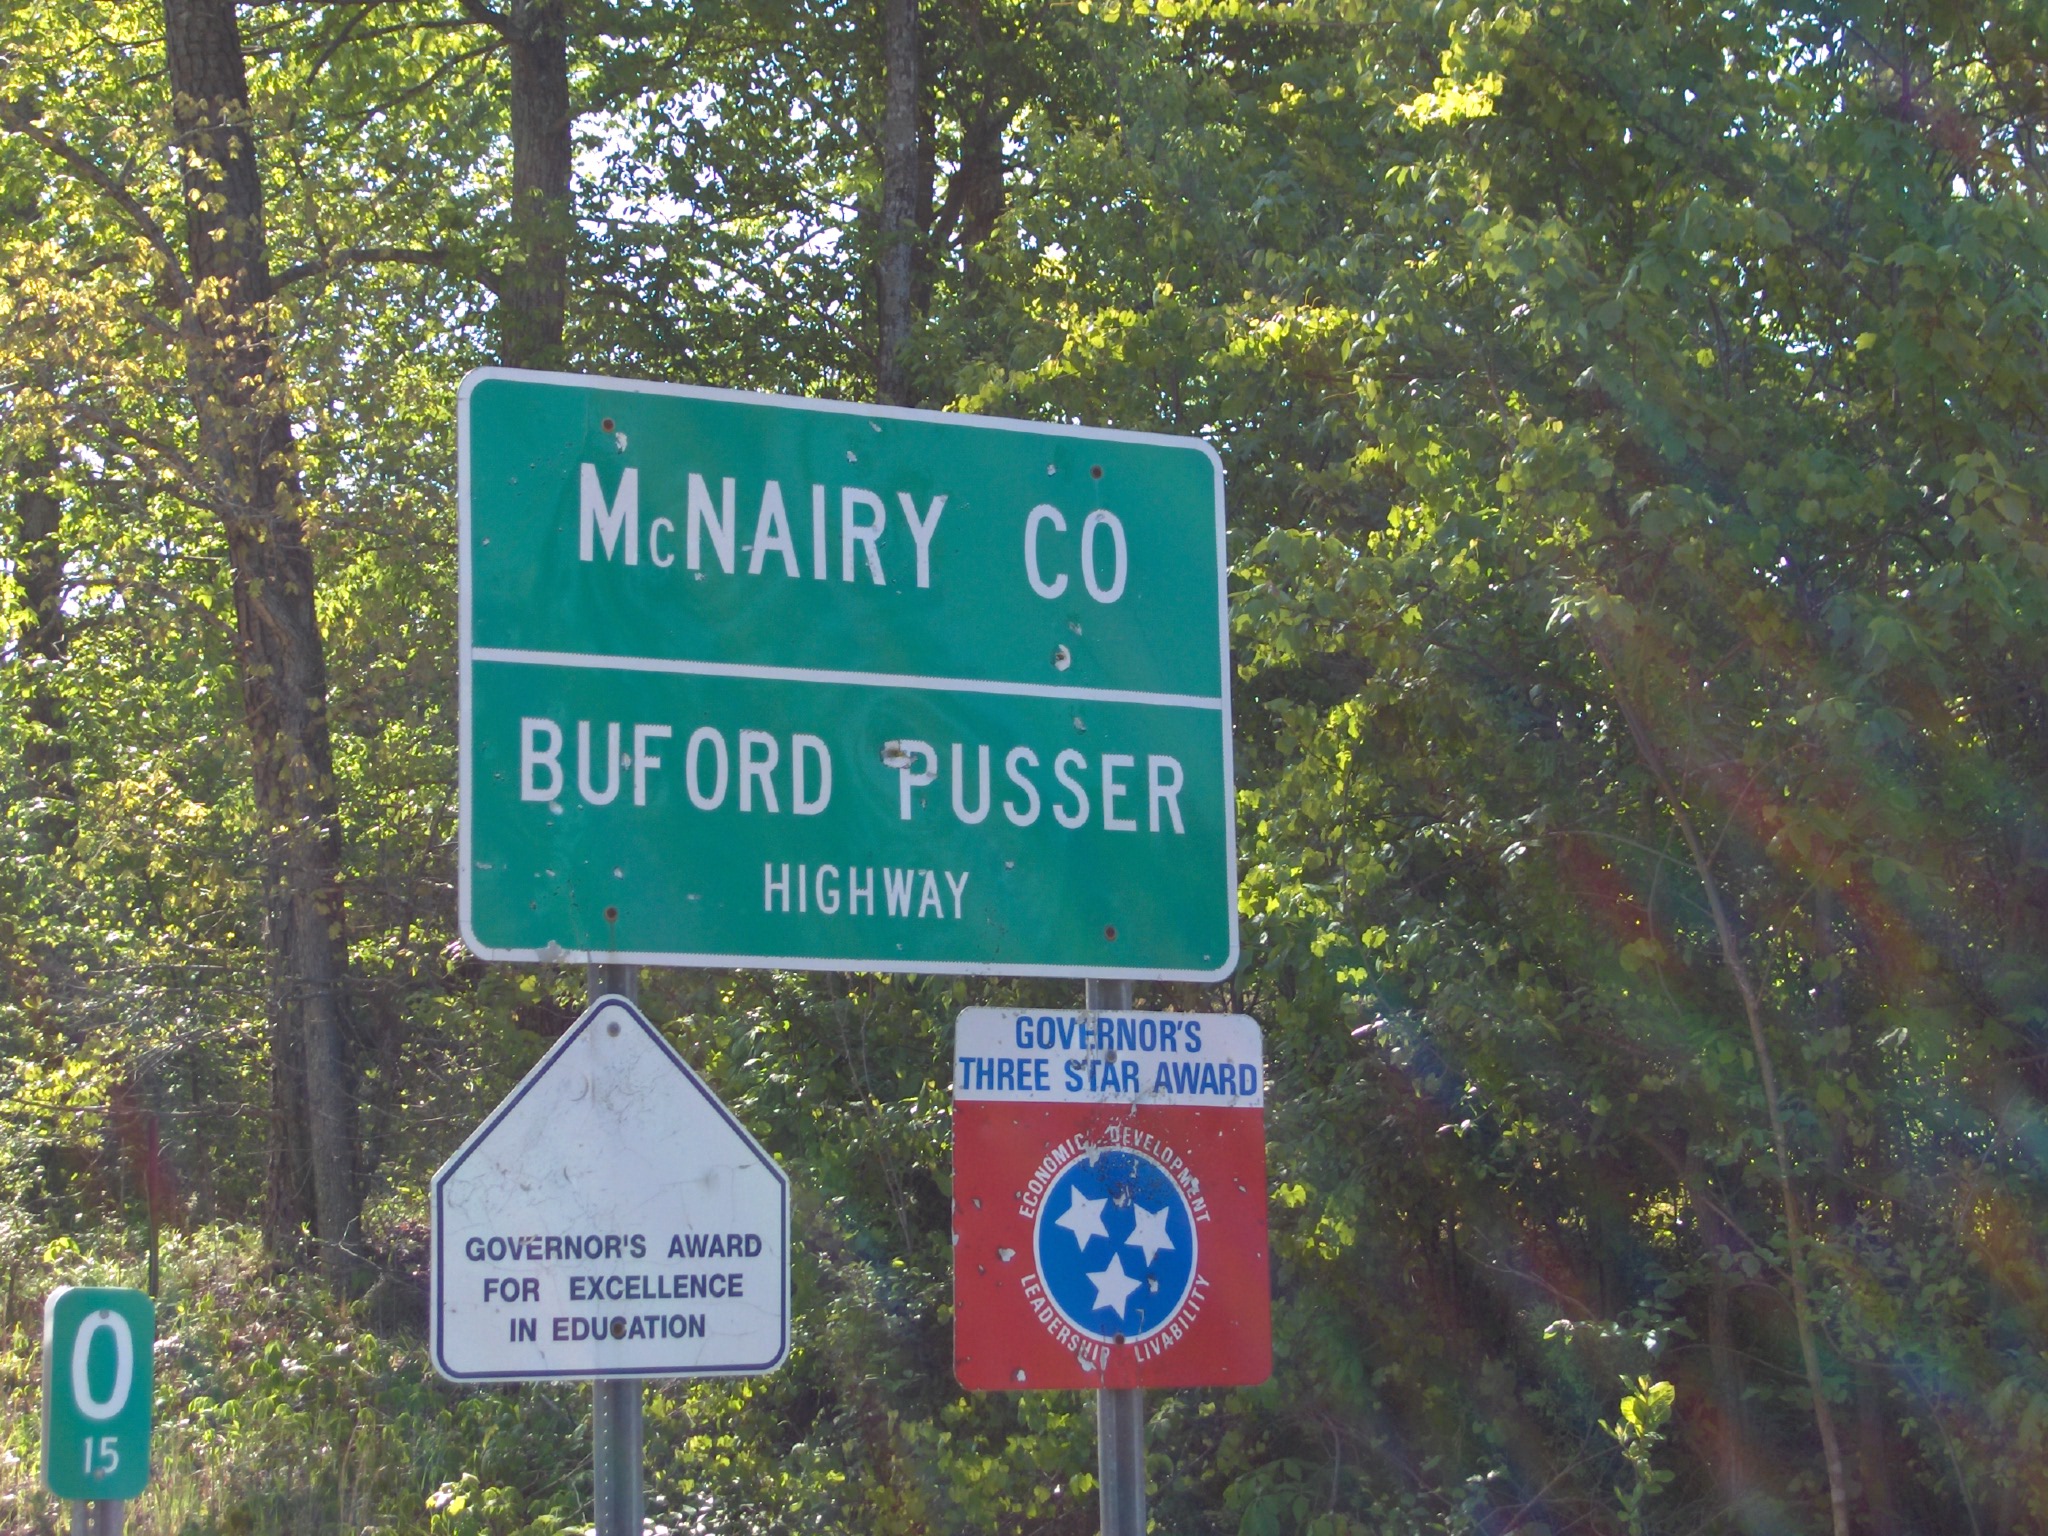 McNAIRY CO
BUFORD PUSSER
HIGHWAY
GOVERNOR'S AWARD
FOR EXCELLENCE
IN EDUCATION
GOVERNOR'S
THREE STAR AWARD
ECONOMIC DEVELOPMENT
LEADERSHIP LIVABILITY
0
15